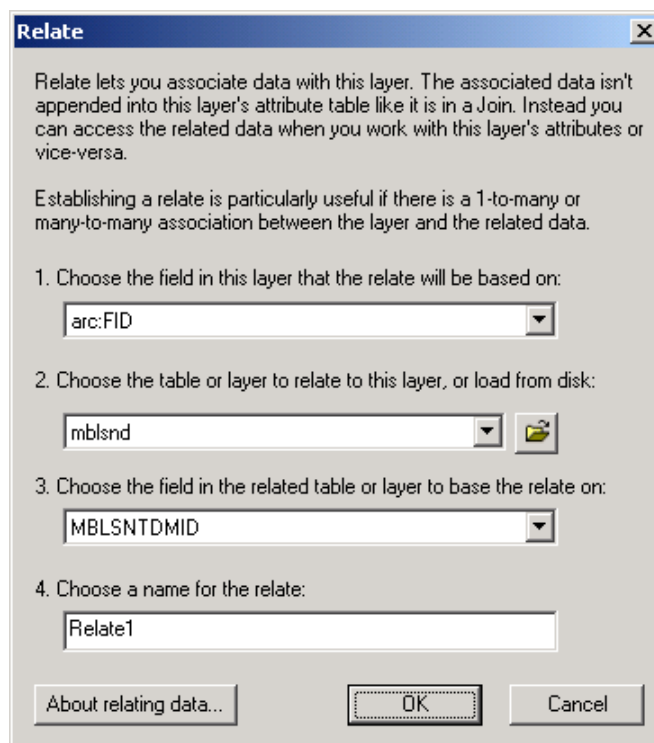 Relate
Relate lets you associate data with this layer. The associated data isn't
appended into this layer's attribute table like it is in a Join. Instead you
can access the related data when you work with this layer's attributes or
vice-versa.
Establishing a relate is particularly useful if there is a 1-to-many or
many-to-many association between the layer and the related data.
1. Choose the field in this layer that the relate will be based on:
arc:FID
2. Choose the table or layer to relate to this layer, or load from disk:
mblsnd
3. Choose the field in the related table or layer to base the relate on:
MBLSNTDMID
4. Choose a name for the relate:
Relate1
About relating data... OK Cancel